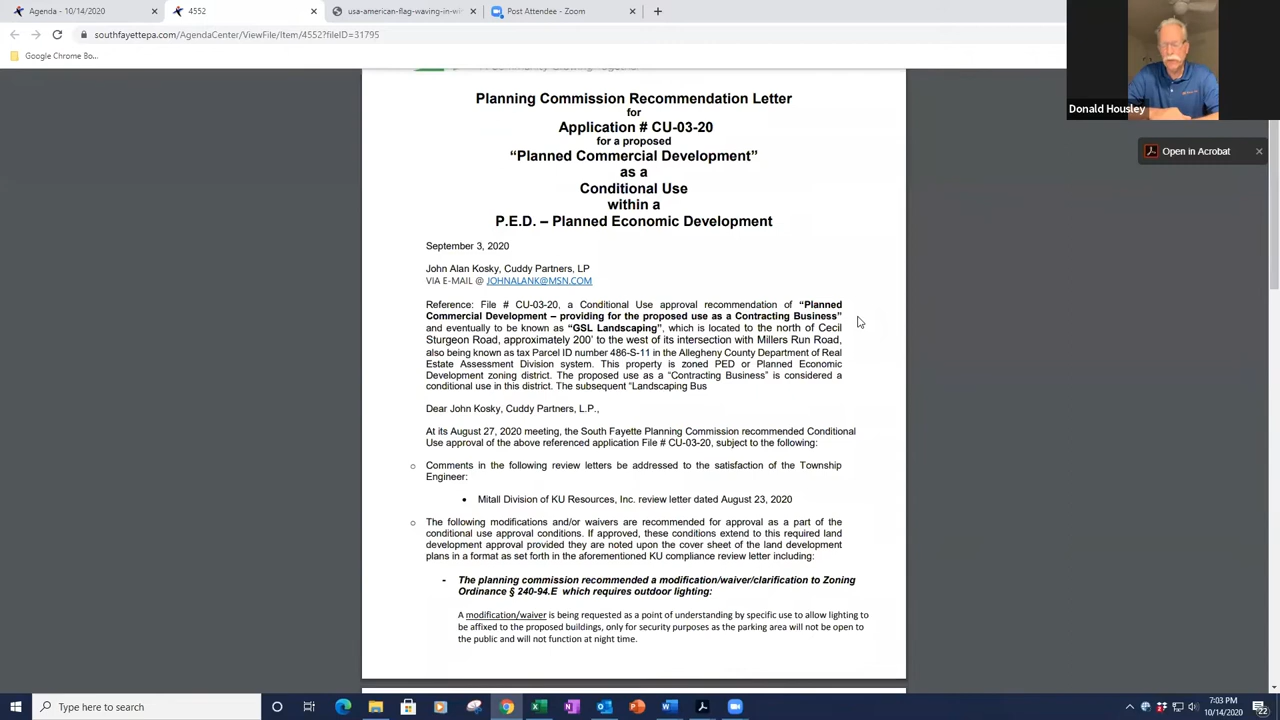 Agenda - 10/14/2020
4552
usa-american-flag-waving-in-wi
Post Attendee - Zoom
southfayettepa.org/AgendaCenter/ViewFile/Item/4552?fileID=31795
Google Chrome Bo...
Donald Housley
Open in Acrobat
Planning Commission Recommendation Letter
for
Application # CU-03-20
for a proposed
“Planned Commercial Development”
as a
Conditional Use
within a
P.E.D. – Planned Economic Development
September 3, 2020
John Alan Kosky, Cuddy Partners, LP
VIA E-MAIL @ JOHNALANK@MSN.COM
Reference: File # CU-03-20, a Conditional Use approval recommendation of “Planned
Commercial Development – providing for the proposed use as a Contracting Business”
and eventually to be known as “GSL Landscaping”, which is located to the north of Cecil
Sturgeon Road, approximately 200’ to the west of its intersection with Millers Run Road,
also being known as tax Parcel ID number 486-S-11 in the Allegheny County Department of Real
Estate Assessment Division system. This property is zoned PED or Planned Economic
Development zoning district. The proposed use as a “Contracting Business” is considered a
conditional use in this district. The subsequent “Landscaping Bus
Dear John Kosky, Cuddy Partners, L.P.,
At its August 27, 2020 meeting, the South Fayette Planning Commission recommended Conditional
Use approval of the above referenced application File # CU-03-20, subject to the following:
o Comments in the following review letters be addressed to the satisfaction of the Township
Engineer:
• Mitall Division of KU Resources, Inc. review letter dated August 23, 2020
o The following modifications and/or waivers are recommended for approval as a part of the
conditional use approval conditions. If approved, these conditions extend to this required land
development approval provided they are noted upon the cover sheet of the land development
plans in a format as set forth in the aforementioned KU compliance review letter including:
- The planning commission recommended a modification/waiver/clarification to Zoning
Ordinance § 240-94.E which requires outdoor lighting:
A modification/waiver is being requested as a point of understanding by specific use to allow lighting to
be affixed to the proposed buildings, only for security purposes as the parking area will not be open to
the public and will not function at night time.
Type here to search
7:03 PM
10/14/2020
22